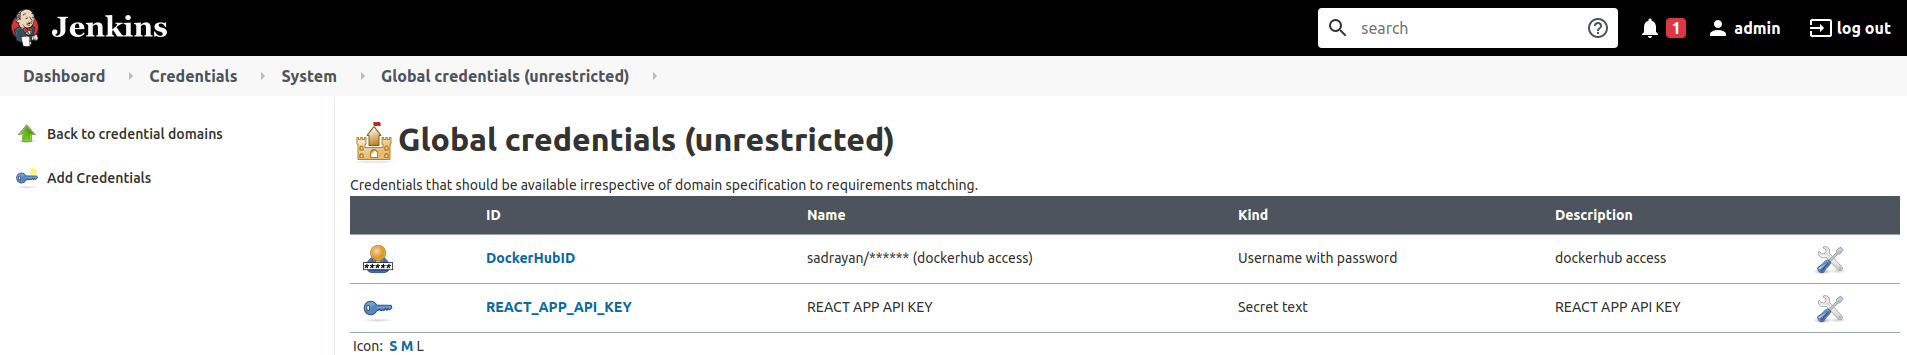 Jenkins
search
1
admin
log out
Dashboard
Credentials
System
Global credentials (unrestricted)
Back to credential domains
Add Credentials
Global credentials (unrestricted)
Credentials that should be available irrespective of domain specification to requirements matching.
ID Name Kind Description
DockerHubID sadrayan/****** (dockerhub access) Username with password dockerhub access
REACT_APP_API_KEY REACT APP API KEY Secret text REACT APP API KEY
Icon: S M L